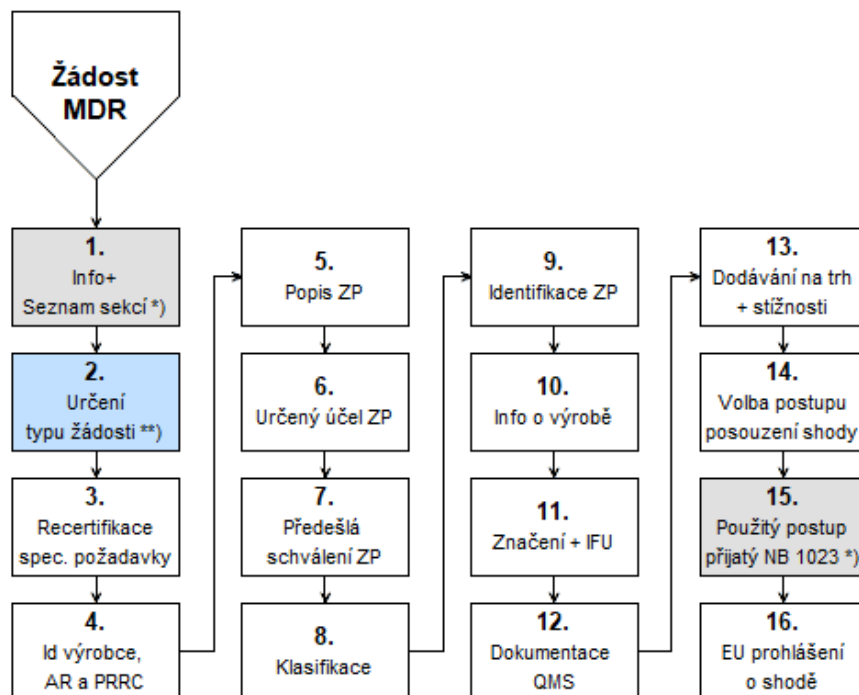 Žádost
MDR
1.
Info+
Seznam sekcí *)
2.
Určení
typu žádosti **)
3.
Recertifikace
spec. požadavky
4.
Id výrobce,
AR a PRRC
5.
Popis ZP
6.
Určený účel ZP
7.
Předešlá
schválení ZP
8.
Klasifikace
9.
Identifikace ZP
10.
Info o výrobě
11.
Značení + IFU
12.
Dokumentace
QMS
13.
Dodávání na trh
+ stížnosti
14.
Volba postupu
posouzení shody
15.
Použitý postup
přijatý NB 1023 *)
16.
EU prohlášení
o shodě